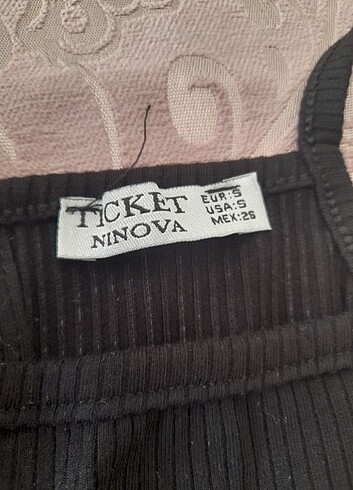 TICKET
NINOVA
EUR:S
USA:S
MEX:26